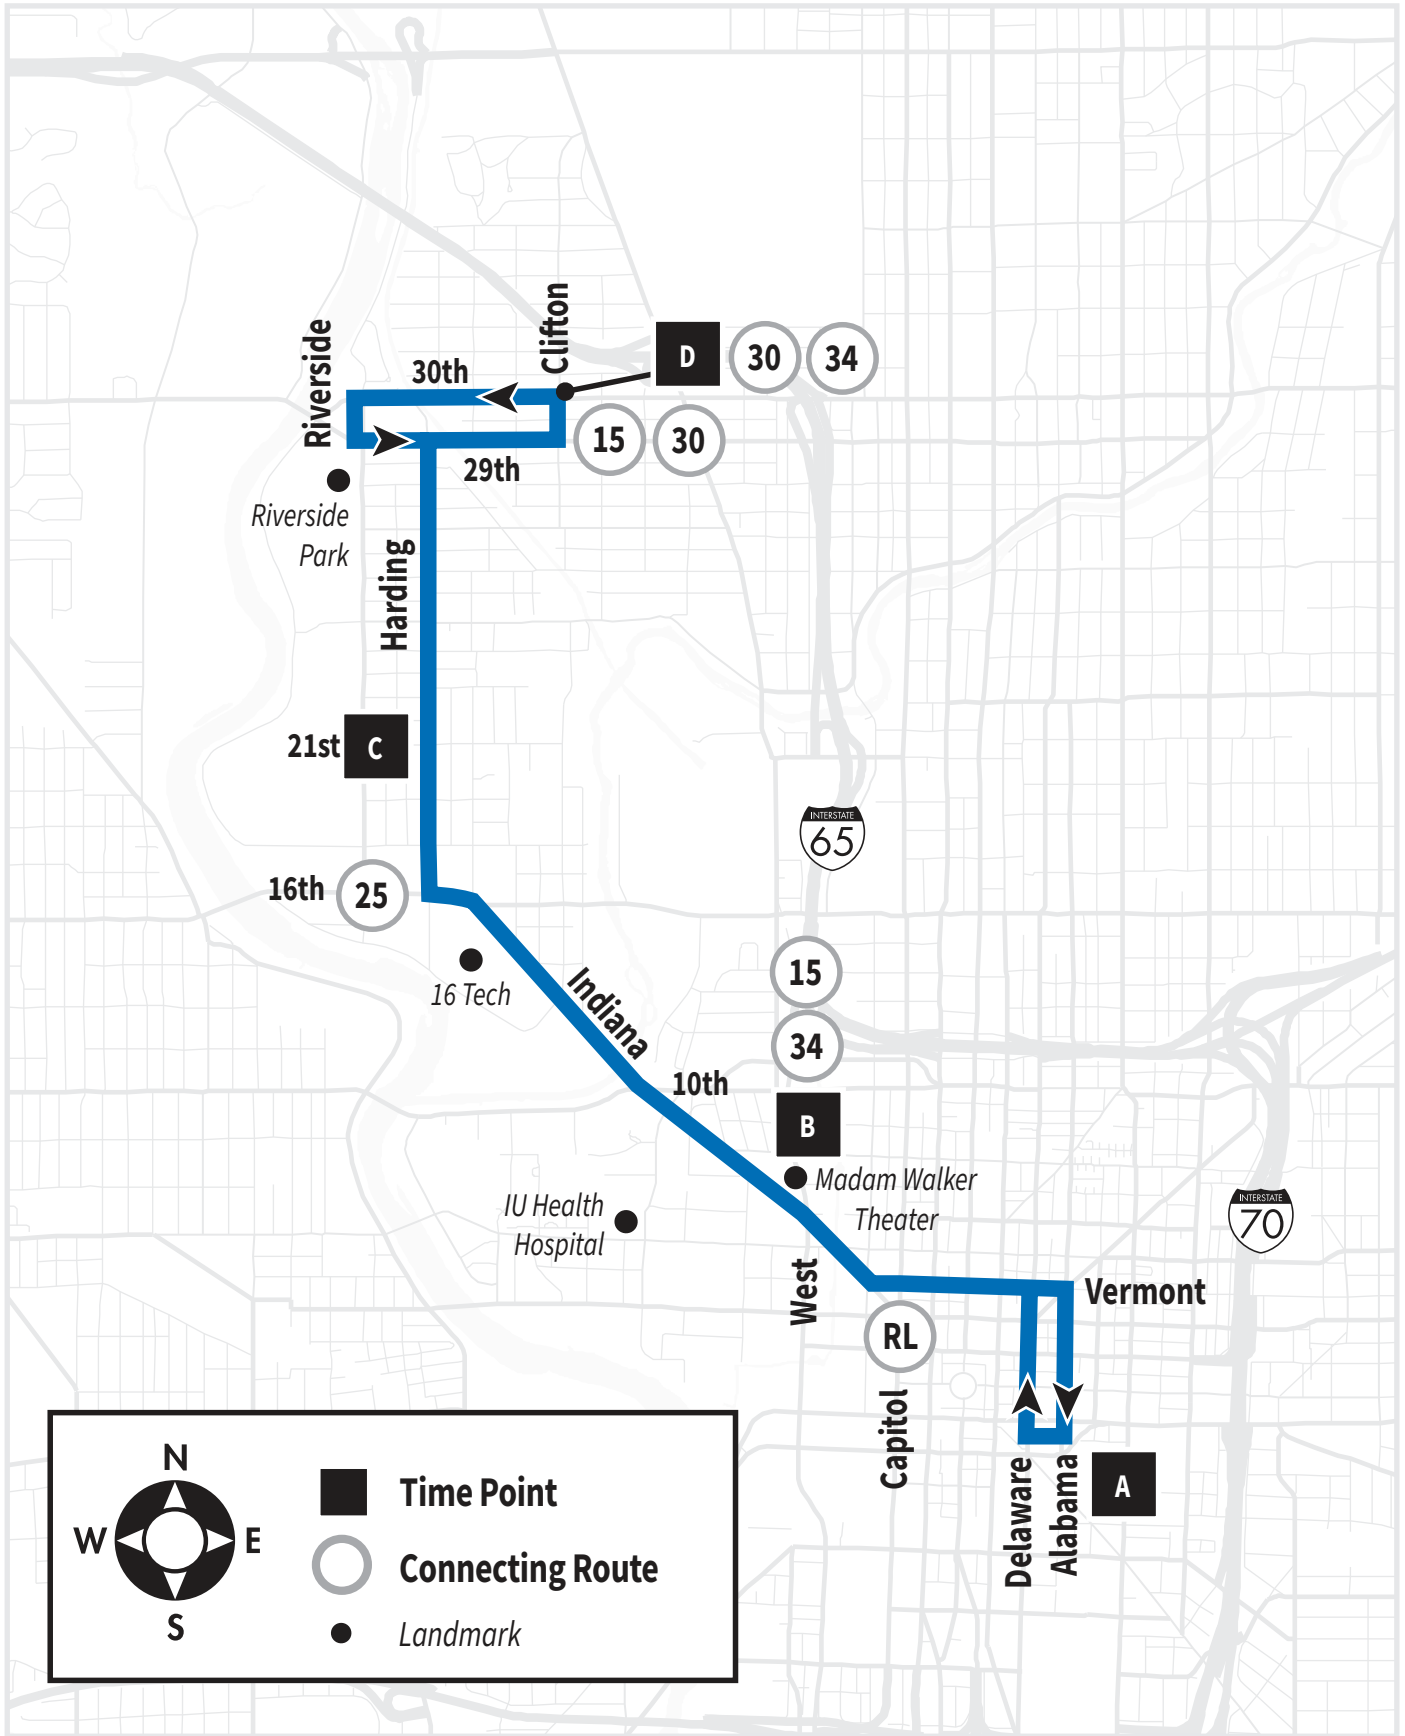 Riverside
30th
Clifton
D
30
34
15
30
29th
Riverside
Park
Harding
21st
C
INTERSTATE
65
16th
25
16 Tech
Indiana
15
34
10th
B
Madam Walker
Theater
IU Health
Hospital
INTERSTATE
70
West
Vermont
RL
Capitol
Delaware
Alabama
A
N
W
E
S
Time Point
Connecting Route
Landmark